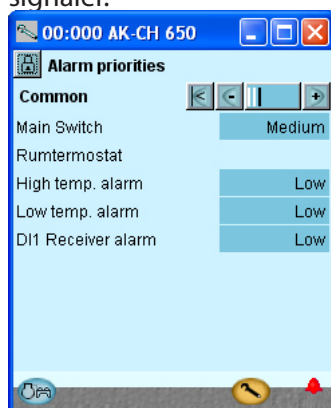 signaler.
00:000 AK-CH 650
Alarm priorities
Common
Main Switch Medium
Rumtermostat
High temp. alarm Low
Low temp. alarm Low
DI1 Receiver alarm Low